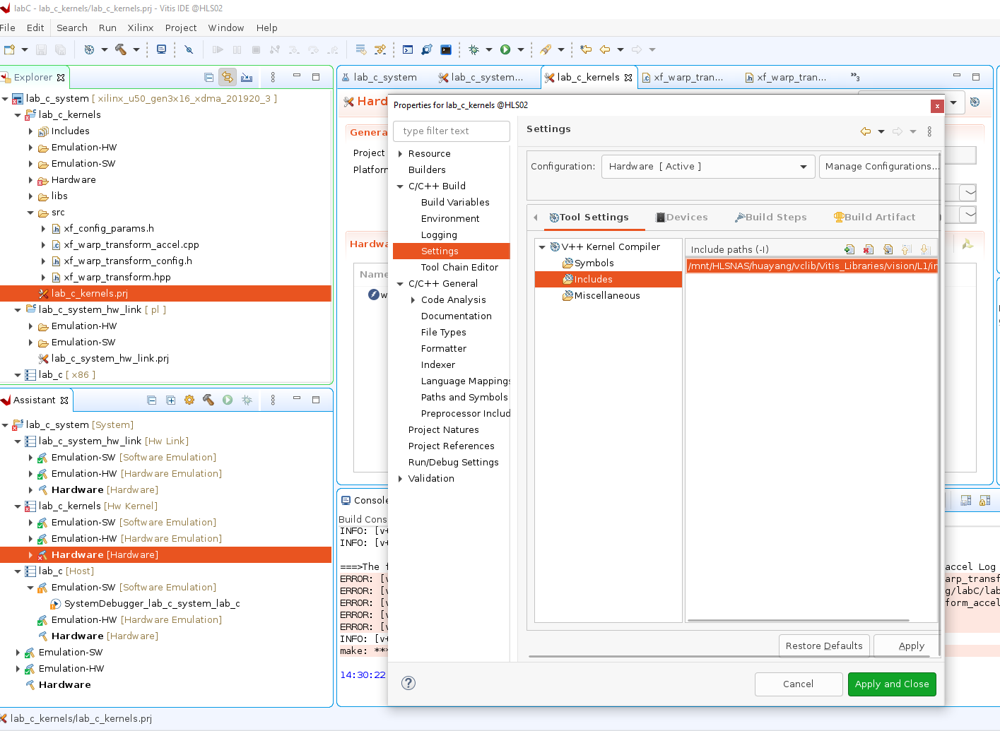 labC - lab_c_kernels/lab_c_kernels.prj - Vitis IDE @HLS02
File Edit Search Run Xilinx Project Window Help
Explorer
lab_c_system [ xilinx_u50_gen3x16_xdma_201920_3 ]
lab_c_kernels
Includes
Emulation-HW
Emulation-SW
Hardware
libs
src
xf_config_params.h
xf_warp_transform_accel.cpp
xf_warp_transform_config.h
xf_warp_transform.hpp
lab_c_kernels.prj
lab_c_system_hw_link [ pl ]
Emulation-HW
Emulation-SW
lab_c_system_hw_link.prj
lab_c [ x86 ]
Assistant
lab_c_system [System]
lab_c_system_hw_link [Hw Link]
Emulation-SW [Software Emulation]
Emulation-HW [Hardware Emulation]
Hardware [Hardware]
lab_c_kernels [Hw Kernel]
Emulation-SW [Software Emulation]
Emulation-HW [Hardware Emulation]
Hardware [Hardware]
lab_c [Host]
Emulation-SW [Software Emulation]
SystemDebugger_lab_c_system_lab_c
Emulation-HW [Hardware Emulation]
Hardware [Hardware]
Emulation-SW
Emulation-HW
Hardware
lab_c_kernels/lab_c_kernels.prj
lab_c_system lab_c_system... lab_c_kernels xf_warp_tran... xf_warp_tran... »3
Hard
Genera
Project
Platforn
Hardwa
Name
w
Console
Build Cons
INFO: [v+
INFO: [v+
===>The f accel Log
ERROR: [v arp_transf
ERROR: [v g/labC/lab
ERROR: [v form_accel
ERROR: [v
ERROR: [v
INFO: [v+
make: ***
14:30:22
Properties for lab_c_kernels @HLS02
x
type filter text
Resource
Builders
C/C++ Build
Build Variables
Environment
Logging
Settings
Tool Chain Editor
C/C++ General
Code Analysis
Documentation
File Types
Formatter
Indexer
Language Mappings
Paths and Symbols
Preprocessor Includ
Project Natures
Project References
Run/Debug Settings
Validation
Settings
Configuration: Hardware [ Active ] Manage Configurations...
Tool Settings Devices Build Steps Build Artifact
V++ Kernel Compiler
Symbols
Includes
Miscellaneous
Include paths (-I)
/mnt/HLSNAS/huayang/vclib/Vitis_Libraries/vision/L1/in
Restore Defaults Apply
? Cancel Apply and Close